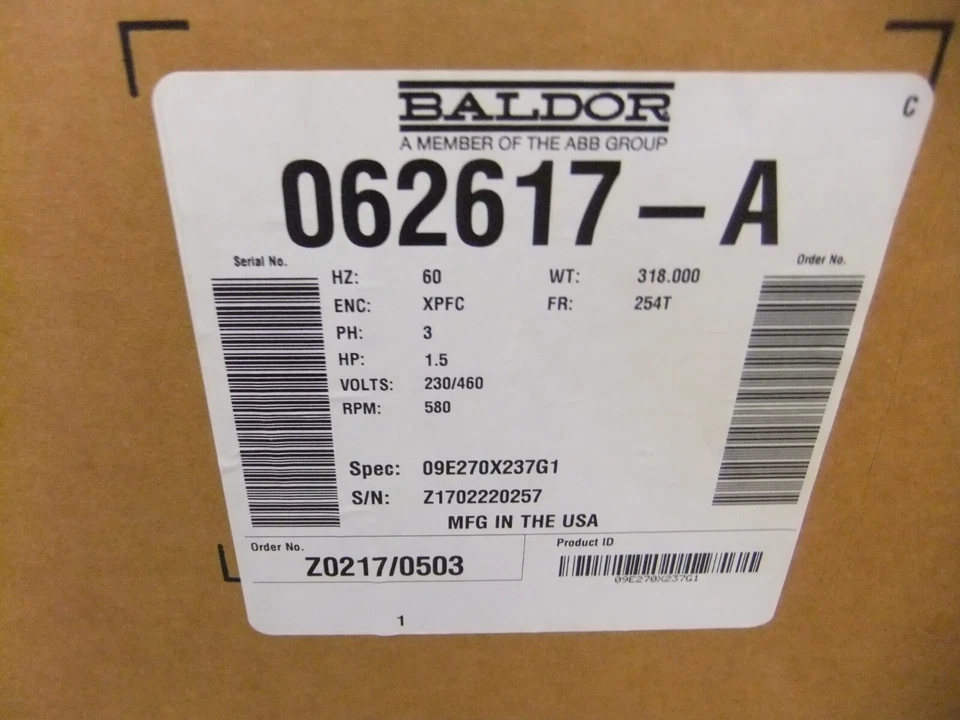 BALDOR
A MEMBER OF THE ABB GROUP
C
062617-A
Serial No.
Order No.
HZ: 60 WT: 318.000
ENC: XPFC FR: 254T
PH: 3
HP: 1.5
VOLTS: 230/460
RPM: 580
Spec: 09E270X237G1
S/N: Z1702220257
MFG IN THE USA
Order No. Product ID
Z0217/0503
09E270X237G1
1